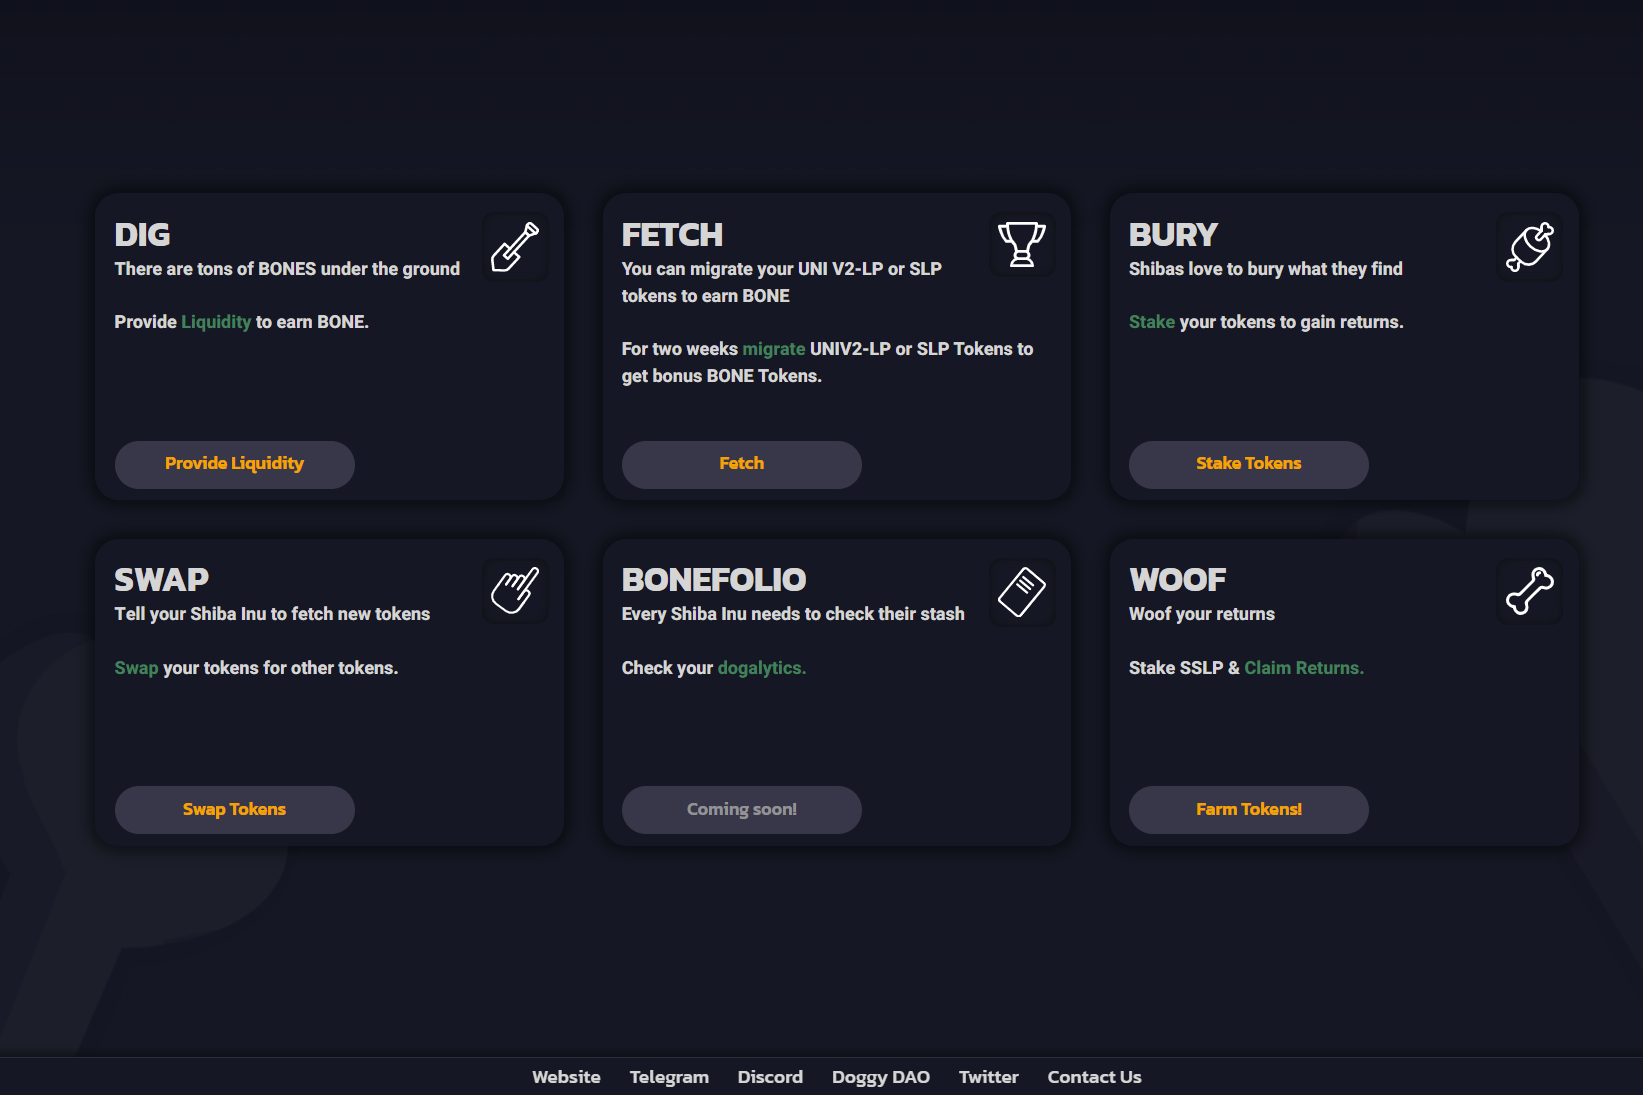 DIG
There are tons of BONES under the ground
Provide Liquidity to earn BONE.
Provide Liquidity
FETCH
You can migrate your UNI V2-LP or SLP
tokens to earn BONE
For two weeks migrate UNIV2-LP or SLP Tokens to
get bonus BONE Tokens.
Fetch
BURY
Shibas love to bury what they find
Stake your tokens to gain returns.
Stake Tokens
SWAP
Tell your Shiba Inu to fetch new tokens
Swap your tokens for other tokens.
Swap Tokens
BONEFOLIO
Every Shiba Inu needs to check their stash
Check your dogalytics.
Coming soon!
WOOF
Woof your returns
Stake SSLP & Claim Returns.
Farm Tokens!
Website Telegram Discord Doggy DAO Twitter Contact Us